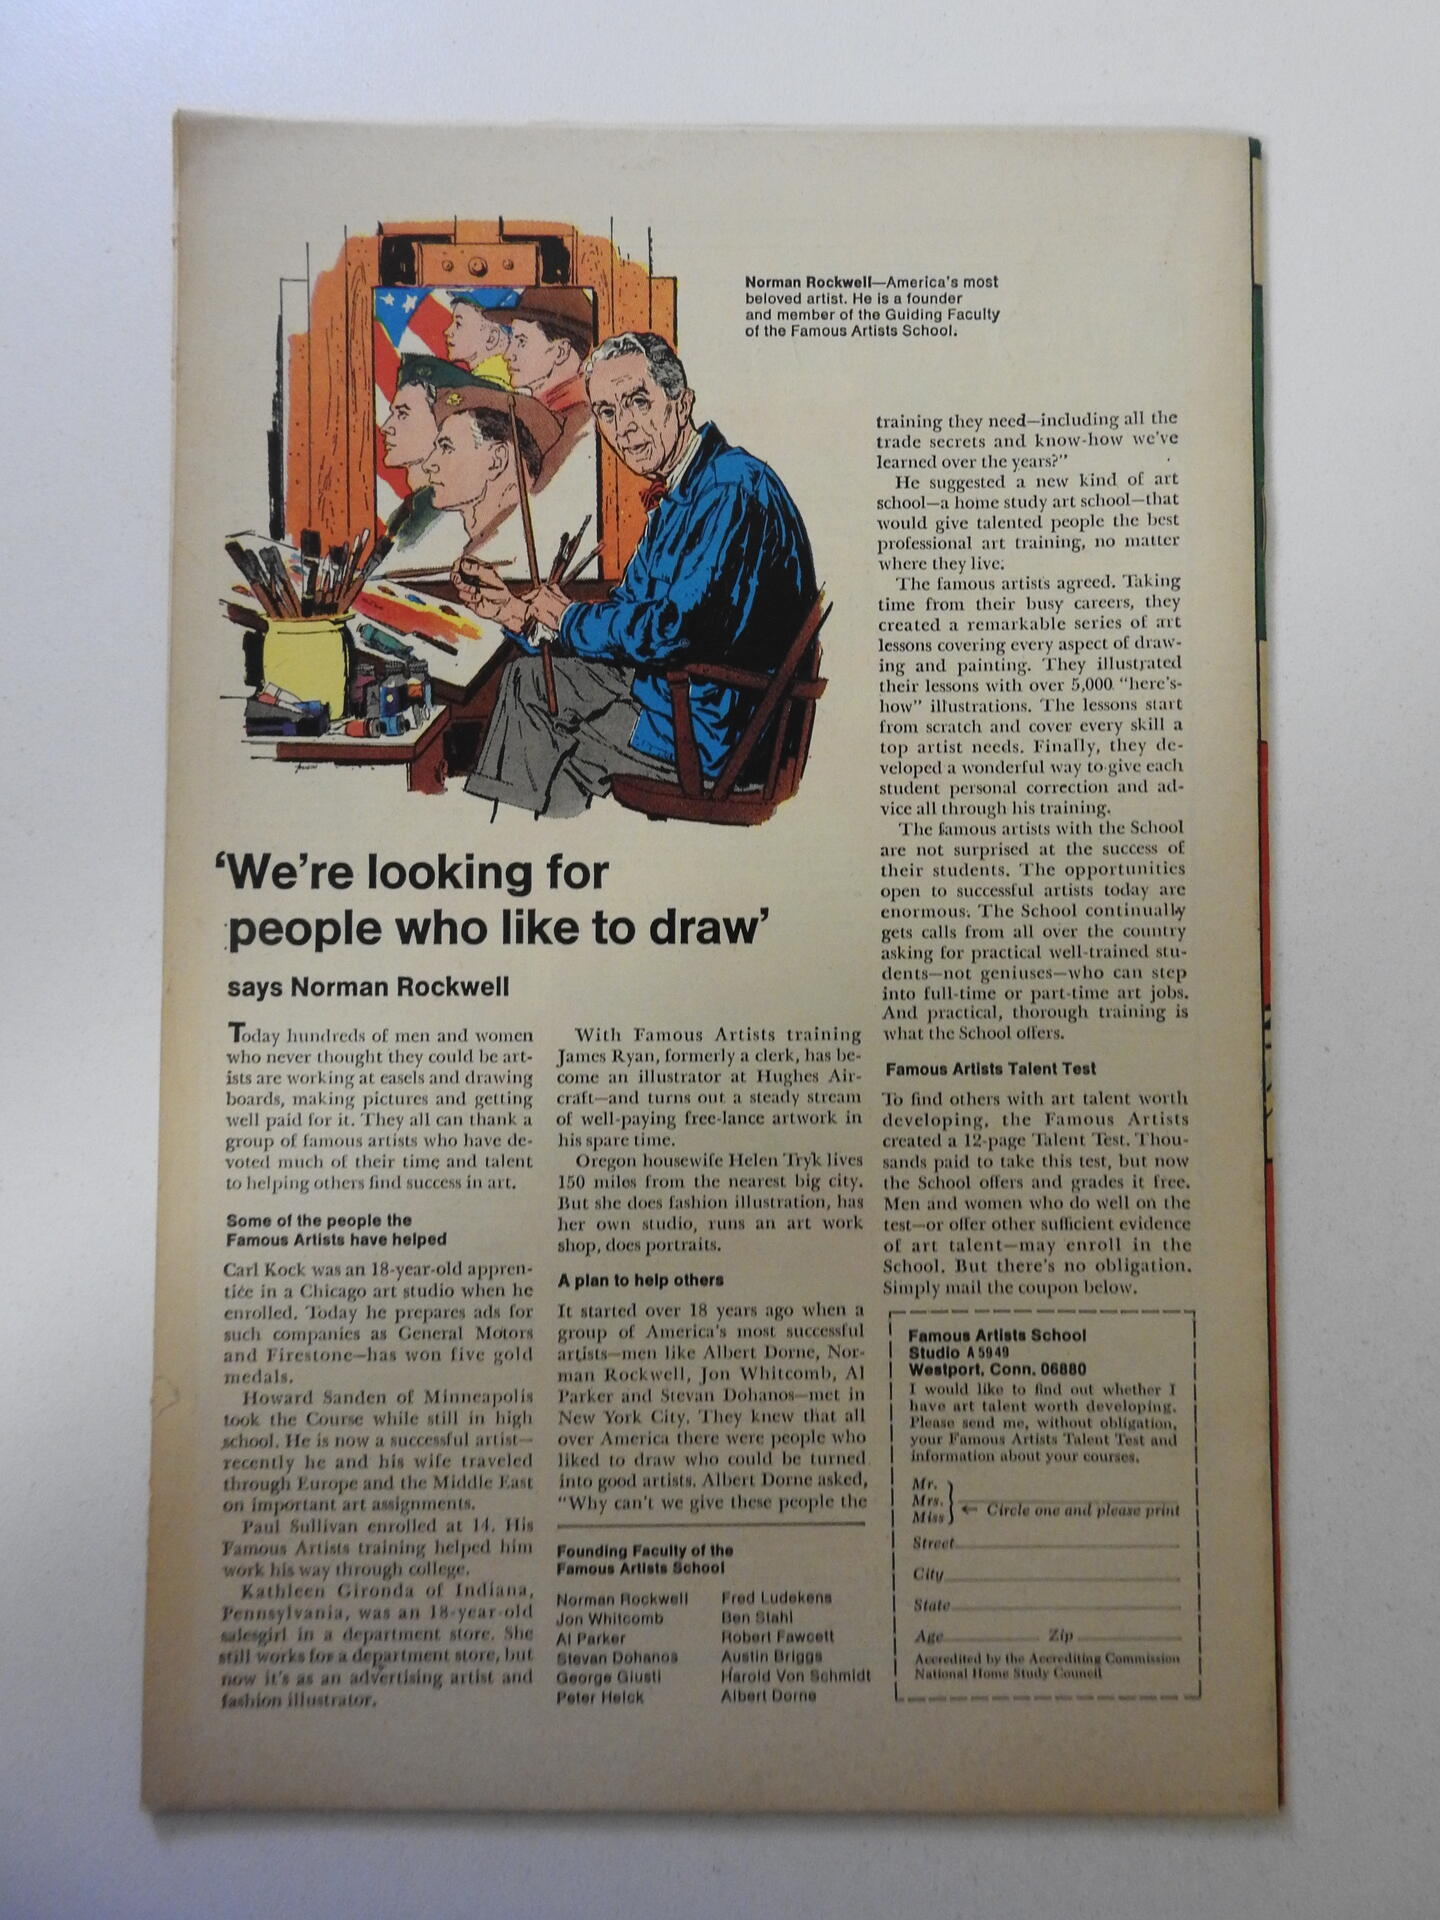 Norman Rockwell—America's most
beloved artist. He is a founder
and member of the Guiding Faculty
of the Famous Artists School.
'We're looking for
people who like to draw'
says Norman Rockwell
Today hundreds of men and women
who never thought they could be art-
ists are working at easels and drawing
boards, making pictures and getting
well paid for it. They all can thank a
group of famous artists who have de-
voted much of their time and talent
to helping others find success in art.
Some of the people the
Famous Artists have helped
Carl Kock was an 18-year-old appren-
tice in a Chicago art studio when he
enrolled. Today he prepares ads for
such companies as General Motors
and Firestone—has won five gold
medals.
Howard Sanden of Minneapolis
took the Course while still in high
school. He is now a successful artist—
recently he and his wife traveled
through Europe and the Middle East
on important art assignments.
Paul Sullivan enrolled at 14. His
Famous Artists training helped him
work his way through college.
Kathleen Gironda of Indiana,
Pennsylvania, was an 18-year-old
salesgirl in a department store. She
still works for a department store, but
now it's as an advertising artist and
fashion illustrator.
With Famous Artists training
James Ryan, formerly a clerk, has be-
come an illustrator at Hughes Air-
craft—and turns out a steady stream
of well-paying free-lance artwork in
his spare time.
Oregon housewife Helen Tryk lives
150 miles from the nearest big city.
But she does fashion illustration, has
her own studio, runs an art work
shop, does portraits.
A plan to help others
It started over 18 years ago when a
group of America's most successful
artists—men like Albert Dorne, Nor-
man Rockwell, Jon Whitcomb, Al
Parker and Stevan Dohanos—met in
New York City. They knew that all
over America there were people who
liked to draw who could be turned
into good artists. Albert Dorne asked,
"Why can't we give these people the
Founding Faculty of the
Famous Artists School
Norman Rockwell
Jon Whitcomb
Al Parker
Stevan Dohanos
George Giusti
Peter Helck
Fred Ludekens
Ben Stahl
Robert Fawcett
Austin Briggs
Harold Von Schmidt
Albert Dorne
training they need—including all the
trade secrets and know-how we've
learned over the years?"
He suggested a new kind of art
school—a home study art school—that
would give talented people the best
professional art training, no matter
where they live.
The famous artists agreed. Taking
time from their busy careers, they
created a remarkable series of art
lessons covering every aspect of draw-
ing and painting. They illustrated
their lessons with over 5,000 "here's-
how" illustrations. The lessons start
from scratch and cover every skill a
top artist needs. Finally, they de-
veloped a wonderful way to give each
student personal correction and ad-
vice all through his training.
The famous artists with the School
are not surprised at the success of
their students. The opportunities
open to successful artists today are
enormous. The School continually
gets calls from all over the country
asking for practical well-trained stu-
dents—not geniuses—who can step
into full-time or part-time art jobs.
And practical, thorough training is
what the School offers.
Famous Artists Talent Test
To find others with art talent worth
developing, the Famous Artists
created a 12-page Talent Test. Thou-
sands paid to take this test, but now
the School offers and grades it free.
Men and women who do well on the
test—or offer other sufficient evidence
of art talent—may enroll in the
School. But there's no obligation.
Simply mail the coupon below.
Famous Artists School
Studio A5949
Westport, Conn. 06880
I would like to find out whether I
have art talent worth developing.
Please send me, without obligation,
your Famous Artists Talent Test and
information about your courses.
Mr.
Mrs.
Miss
← Circle one and please print
Street
City
State
Age Zip
Accredited by the Accrediting Commission
National Home Study Council